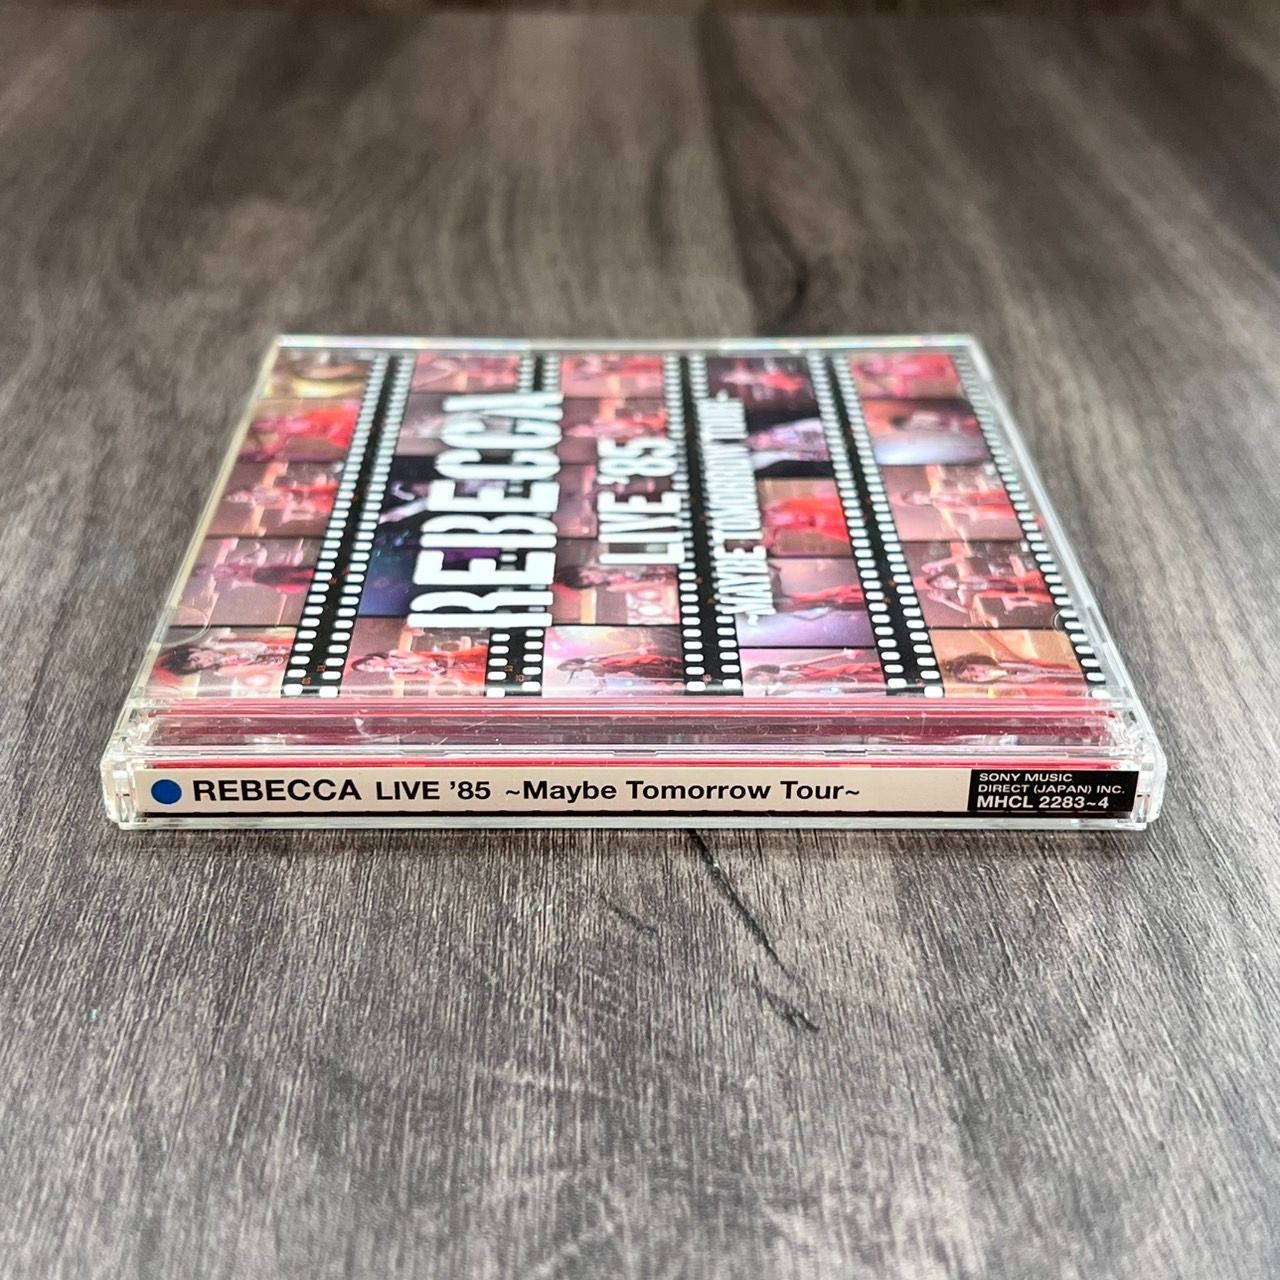 REBECCA
LIVE '85
~MAYBE TOMORROW TOUR~
REBECCA LIVE '85 ~Maybe Tomorrow Tour~
SONY MUSIC
DIRECT (JAPAN) INC.
MHCL 2283~4